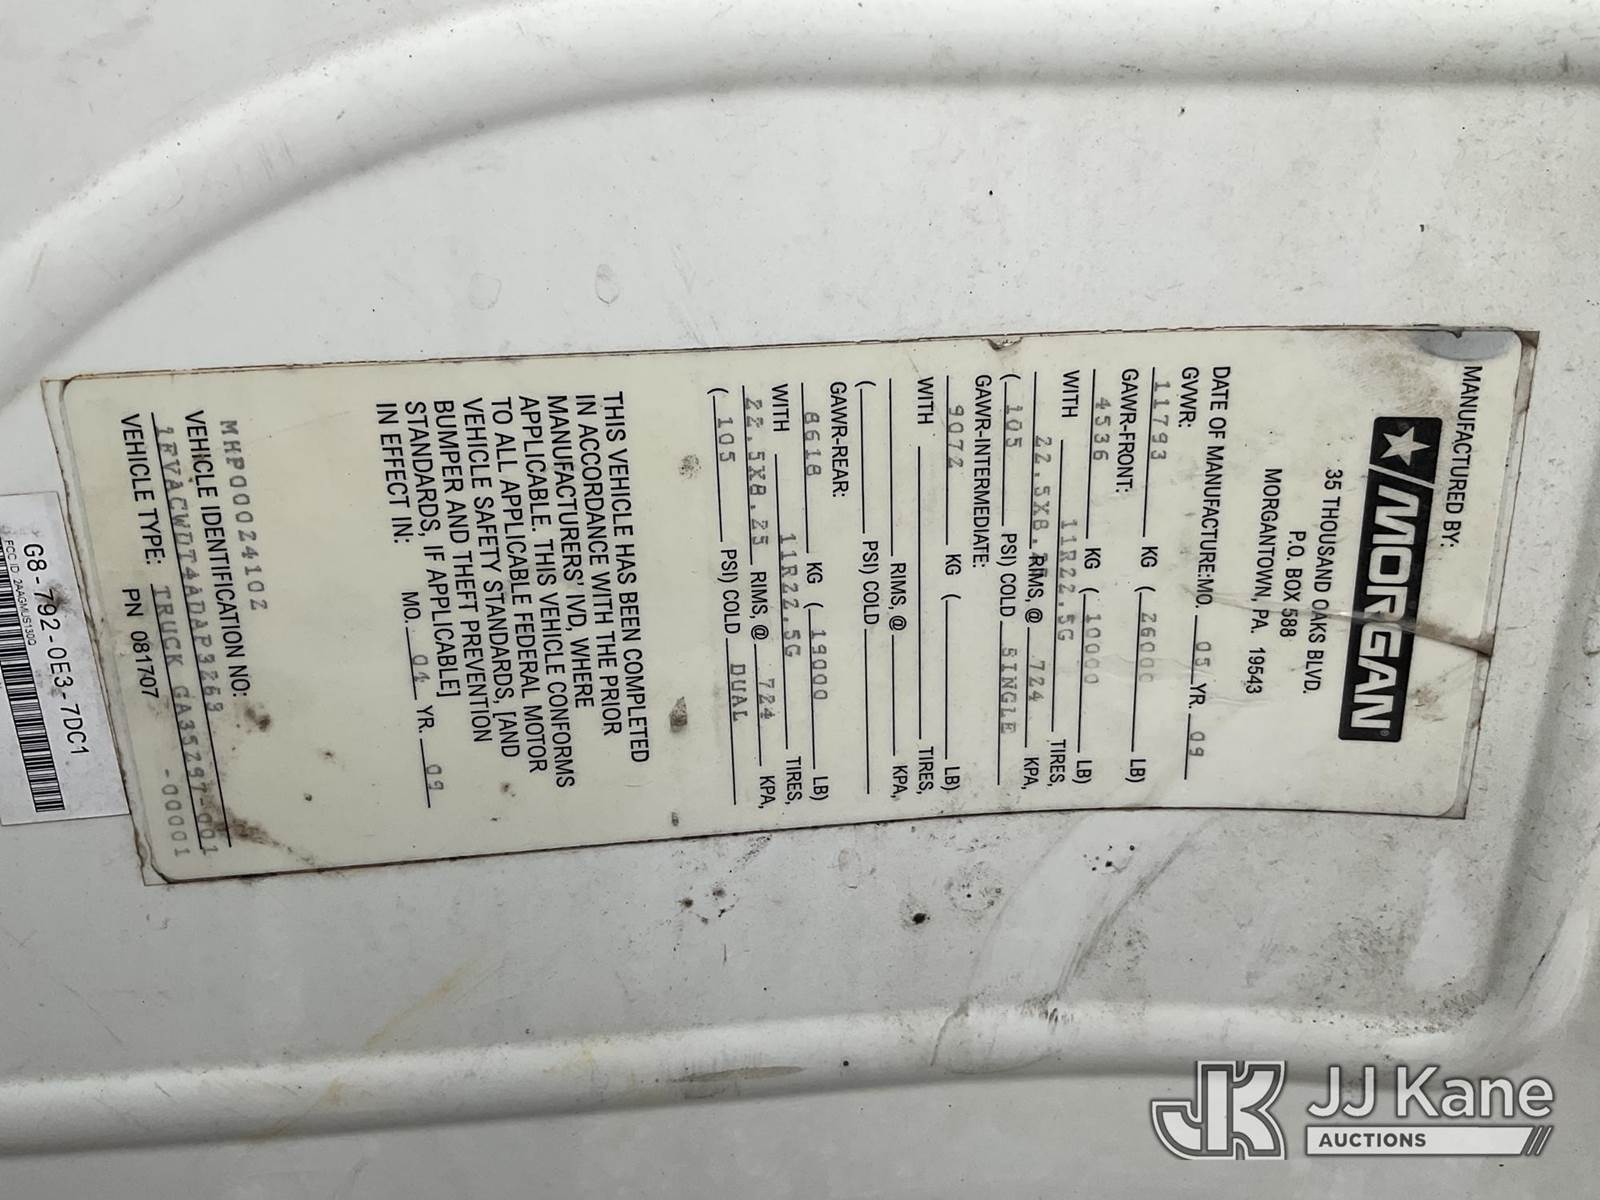 MANUFACTURED BY:
MORGAN®
35 THOUSAND OAKS BLVD.
P.O. BOX 588
MORGANTOWN, PA. 19543
DATE OF MANUFACTURE:MO. 05 YR. 09
GVWR:
11793 KG ( 26000 LB)
GAWR-FRONT:
4536 KG ( 10000 LB)
WITH 11R22.5G TIRES,
22.5X8.25 RIMS, @ 724 KPA,
( 105 PSI) COLD SINGLE
GAWR-INTERMEDIATE:
9072 KG ( LB)
WITH TIRES,
RIMS, @ KPA,
( PSI) COLD
GAWR-REAR:
8618 KG ( 19000 LB)
WITH 11R22.5G TIRES,
22.5X8.25 RIMS, @ 724 KPA,
( 105 PSI) COLD DUAL
THIS VEHICLE HAS BEEN COMPLETED
IN ACCORDANCE WITH THE PRIOR
MANUFACTURERS' IVD, WHERE
APPLICABLE. THIS VEHICLE CONFORMS
TO ALL APPLICABLE FEDERAL MOTOR
VEHICLE SAFETY STANDARDS, [AND
BUMPER AND THEFT PREVENTION
STANDARDS, IF APPLICABLE]
IN EFFECT IN: MO. 04 YR. 09
MHP00024102
VEHICLE IDENTIFICATION NO:
1FVACWDT4ADAP3269
VEHICLE TYPE: TRUCK GA35297-001
-00001
PN 081707
G8-792-0E3-7DC1
FCC ID: 2AAGMUS130Q
JK JJ Kane
AUCTIONS